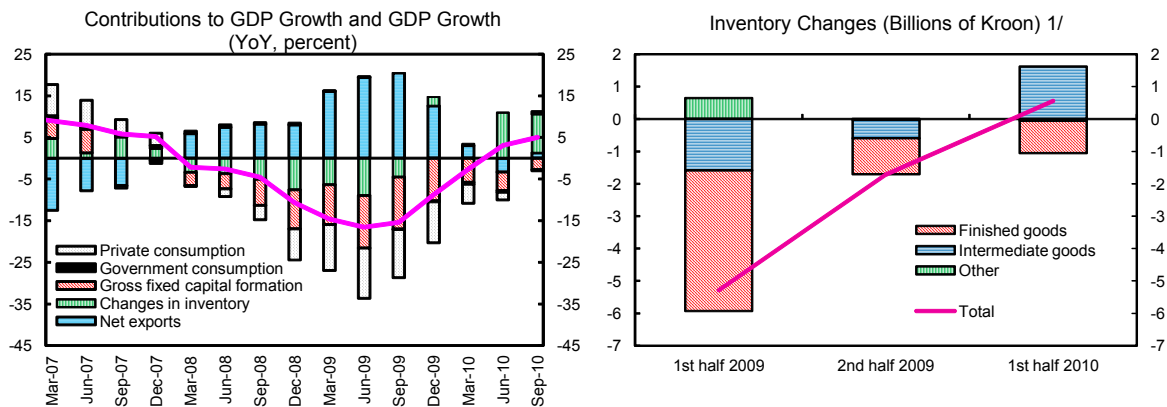 Contributions to GDP Growth and GDP Growth
(YoY, percent)
25
15
5
-5
-15
-25
-35
-45
25
15
5
-5
-15
-25
-35
-45
Private consumption
Government consumption
Gross fixed capital formation
Changes in inventory
Net exports
Mar-07
Jun-07
Sep-07
Dec-07
Mar-08
Jun-08
Sep-08
Dec-08
Mar-09
Jun-09
Sep-09
Dec-09
Mar-10
Jun-10
Sep-10
Inventory Changes (Billions of Kroon) 1/
2
1
0
-1
-2
-3
-4
-5
-6
-7
2
1
0
-1
-2
-3
-4
-5
-6
-7
Finished goods
Intermediate goods
Other
Total
1st half 2009
2nd half 2009
1st half 2010